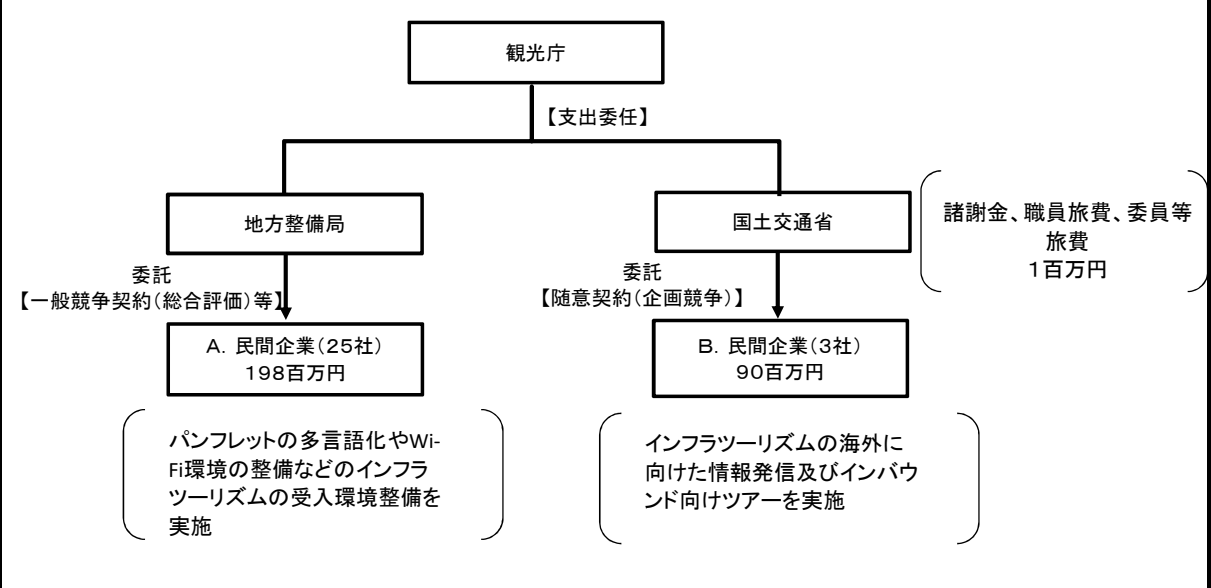 観光庁
【支出委任】
地方整備局
国土交通省
諸謝金、職員旅費、委員等
旅費
１百万円
委託
【一般競争契約（総合評価）等】
委託
【随意契約（企画競争）】
A．民間企業（２５社）
１９８百万円
B．民間企業（３社）
９０百万円
パンフレットの多言語化やWi-
Fi環境の整備などのインフラ
ツーリズムの受入環境整備を
実施
インフラツーリズムの海外に
向けた情報発信及びインバウ
ンド向けツアーを実施